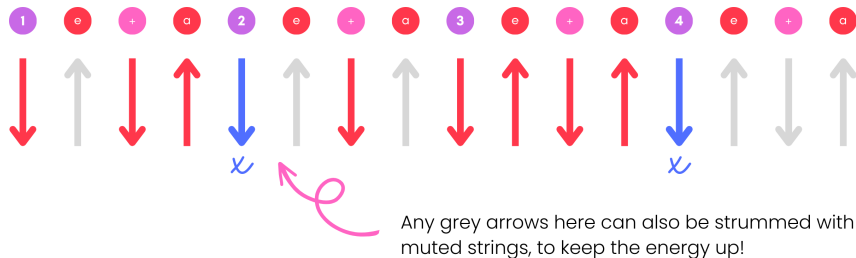 1 e + a 2 e + a 3 e + a 4 e + a
x x
Any grey arrows here can also be strummed with
muted strings, to keep the energy up!